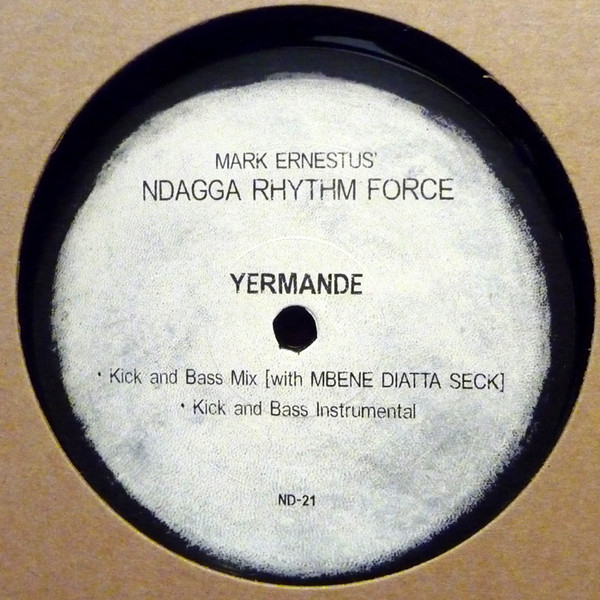 MARK ERNESTUS'
NDAGGA RHYTHM FORCE
YERMANDE
• Kick and Bass Mix [with MBENE DIATTA SECK]
• Kick and Bass Instrumental
ND-21